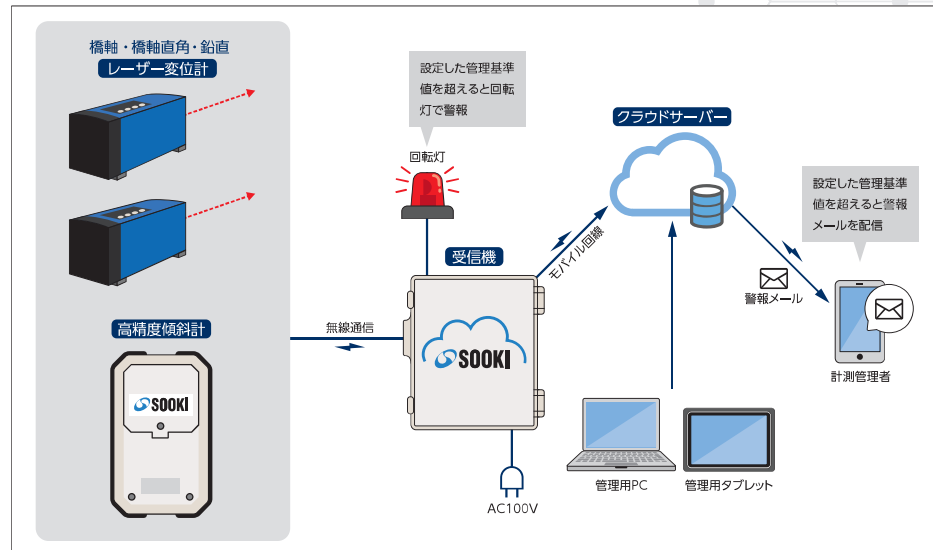 橋軸・橋軸直角・鉛直
レーザー変位計
高精度傾斜計
SOOKI
無線通信
設定した管理基準
値を超えると回転
灯で警報
回転灯
受信機
SOOKI
AC100V
モバイル回線
クラウドサーバー
管理用PC
管理用タブレット
警報メール
設定した管理基準
値を超えると警報
メールを配信
計測管理者